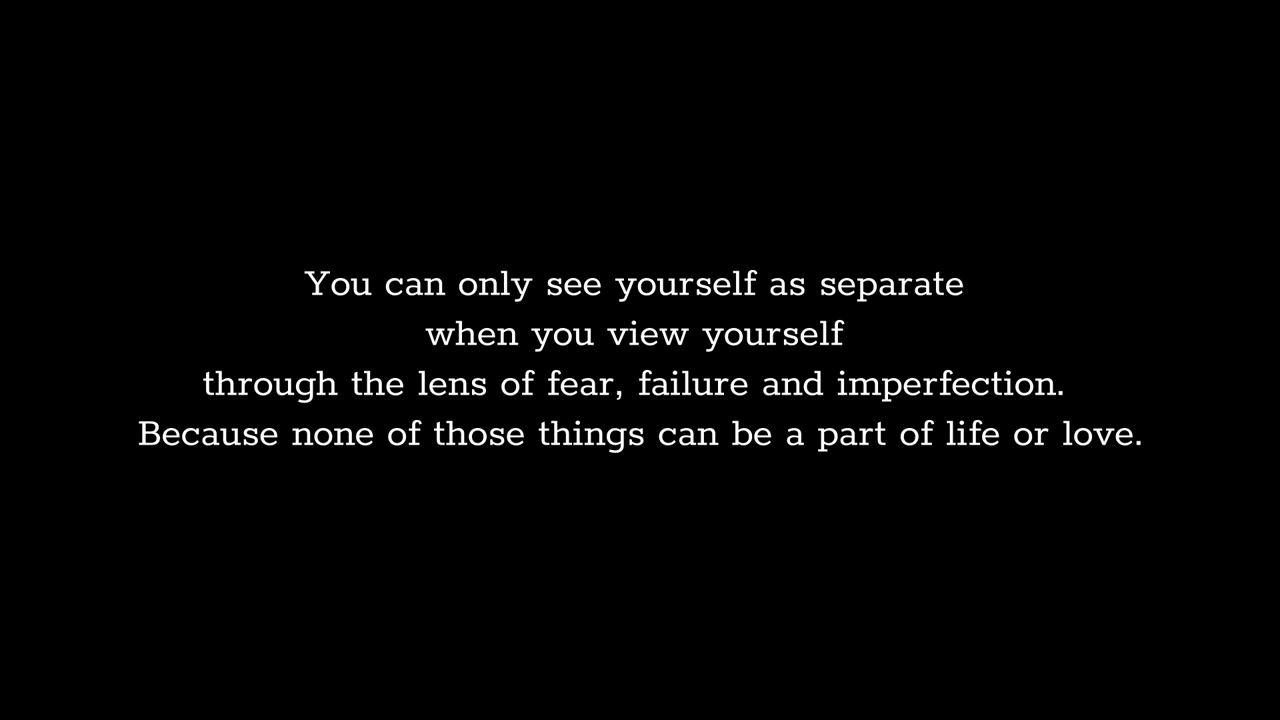 You can only see yourself as separate
when you view yourself
through the lens of fear, failure and imperfection.
Because none of those things can be a part of life or love.